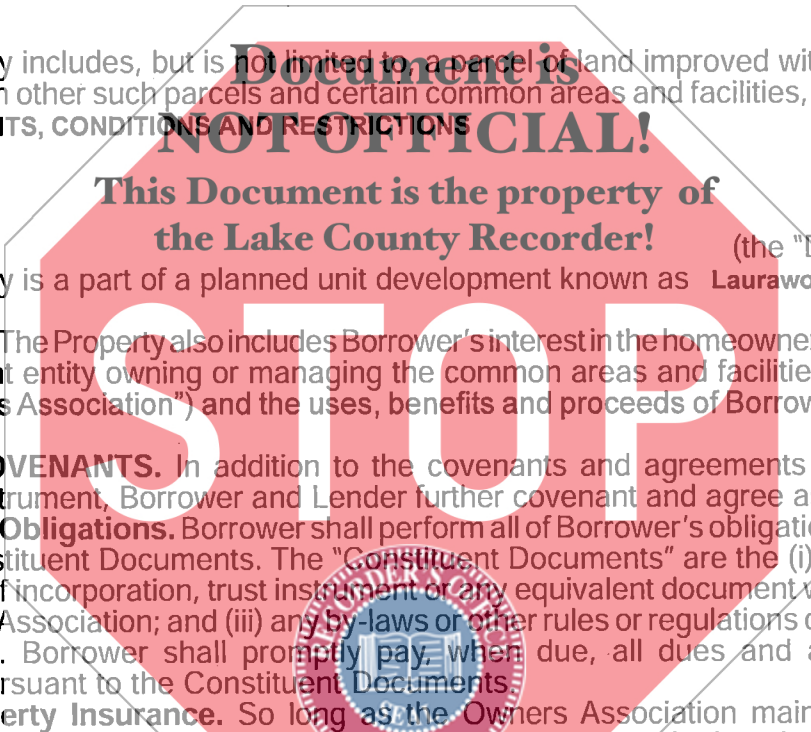 Document is
y includes, but is not limited to, a parcel of land improved wit
n other such parcels and certain common areas and facilities,
NOT OFFICIAL!
TS, CONDITIONS AND RESTRICTIONS
This Document is the property of
the Lake County Recorder!
(the "D
y is a part of a planned unit development known as Laurawo
STOP
The Property also includes Borrower's interest in the homeowne
t entity owning or managing the common areas and facilitie
s Association") and the uses, benefits and proceeds of Borrow
OVENANTS. In addition to the covenants and agreements
trument, Borrower and Lender further covenant and agree a
Obligations. Borrower shall perform all of Borrower's obligatio
stituent Documents. The "Constituent Documents" are the (i)
f incorporation, trust instrument or any equivalent document w
Association; and (iii) any by-laws or other rules or regulations o
. Borrower shall promptly pay, when due, all dues and a
rsuant to the Constituent Documents.
erty Insurance. So long as the Owners Association main
SEAL